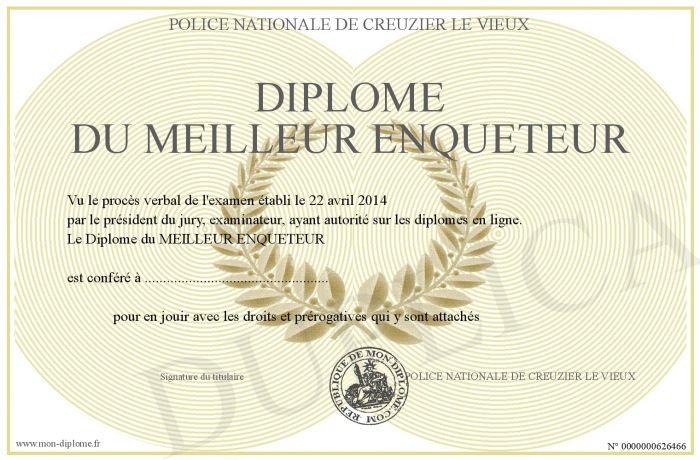 POLICE NATIONALE DE CREUZIER LE VIEUX
DIPLOME
DU MEILLEUR ENQUETEUR
Vu le procès verbal de l'examen établi le 22 avril 2014
par le président du jury, examinateur, ayant autorité sur les diplomes en ligne.
Le Diplome du MEILLEUR ENQUETEUR
est conféré à ..................................................
pour en jouir avec les droits et prérogatives qui y sont attachés
Signature du titulaire
POLICE NATIONALE DE CREUZIER LE VIEUX
REPUBLIQUE DE MON-DIPLOME.COM
DUPLICA
www.mon-diplome.fr
N° 0000000626466